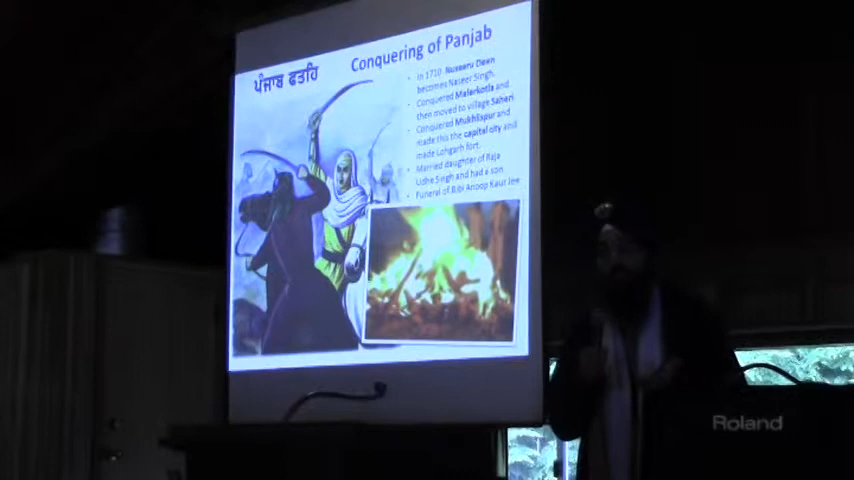 ਪੰਜਾਬ ਫਤਹਿ
Conquering of Panjab
• In 1710 Nuseeru Deen
becomes Naseer Singh.
• Conquered Malerkotla and
then moved to village Saheri
• Conquered Mukhlispur and
made this the capital city and
made Lohgarh fort.
• Married daughter of Raja
Udhe Singh and had a son
• Funeral of Bibi Anoop Kaur Jee
Roland